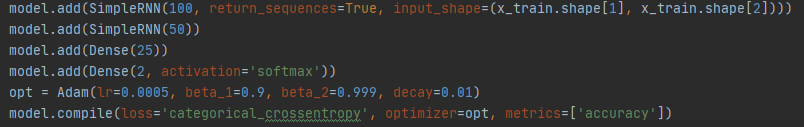 model.add(SimpleRNN(100, return_sequences=True, input_shape=(x_train.shape[1], x_train.shape[2])))
model.add(SimpleRNN(50))
model.add(Dense(25))
model.add(Dense(2, activation='softmax'))
opt = Adam(lr=0.0005, beta_1=0.9, beta_2=0.999, decay=0.01)
model.compile(loss='categorical_crossentropy', optimizer=opt, metrics=['accuracy'])